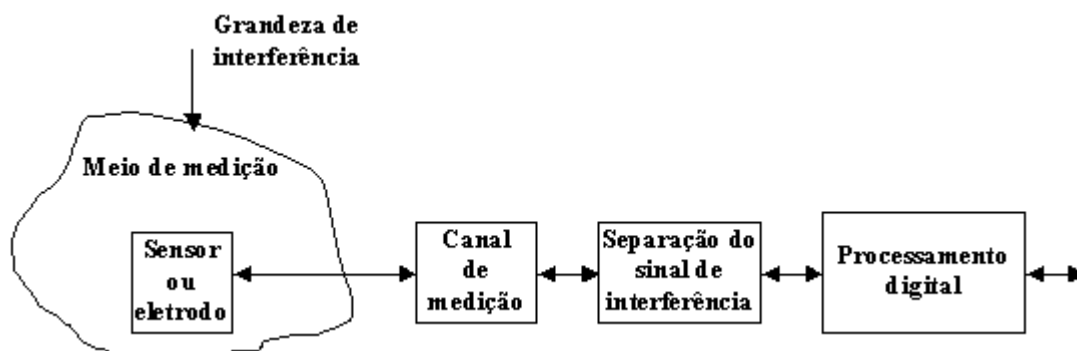 Grandeza de
interferência
Meio de medição
Sensor
ou
eletrodo
Canal
de
medição
Separação do
sinal de
interferência
Processamento
digital